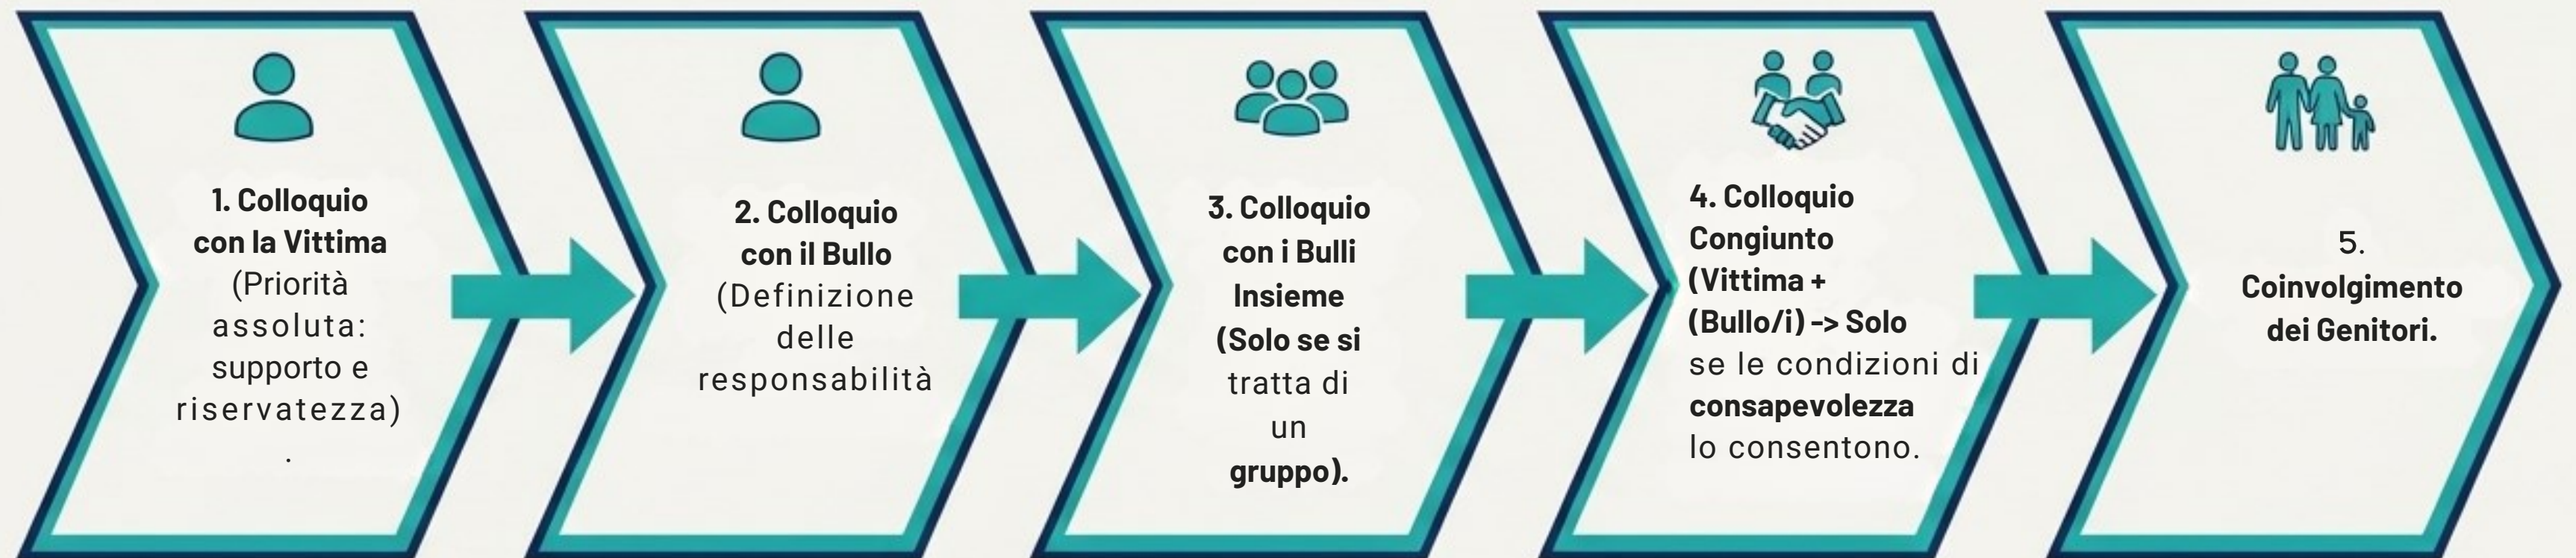 1. Colloquio
con la Vittima
(Priorità
assoluta:
supporto e
riservatezza)
.
2. Colloquio
con il Bullo
(Definizione
delle
responsabilità
3. Colloquio
con i Bulli
Insieme
(Solo se si
tratta di
un
gruppo).
4. Colloquio
Congiunto
(Vittima +
(Bullo/i) -> Solo
se le condizioni di
consapevolezza
lo consentono.
5.
Coinvolgimento
dei Genitori.